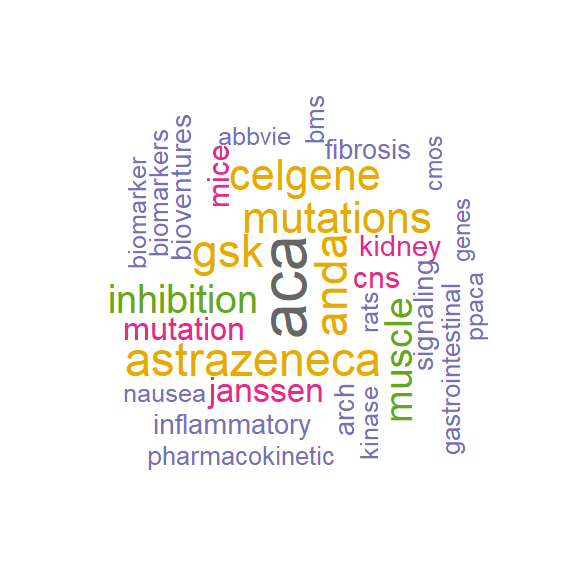 bms
abbvie
fibrosis
cmos
mice
celgene
biomarker
biomarkers
bioventures
mutations
genes
gsk
aca
anda
kidney
cns
inhibition
rats
signaling
ppaca
mutation
muscle
gastrointestinal
astrazeneca
nausea
janssen
arch
kinase
inflammatory
pharmacokinetic